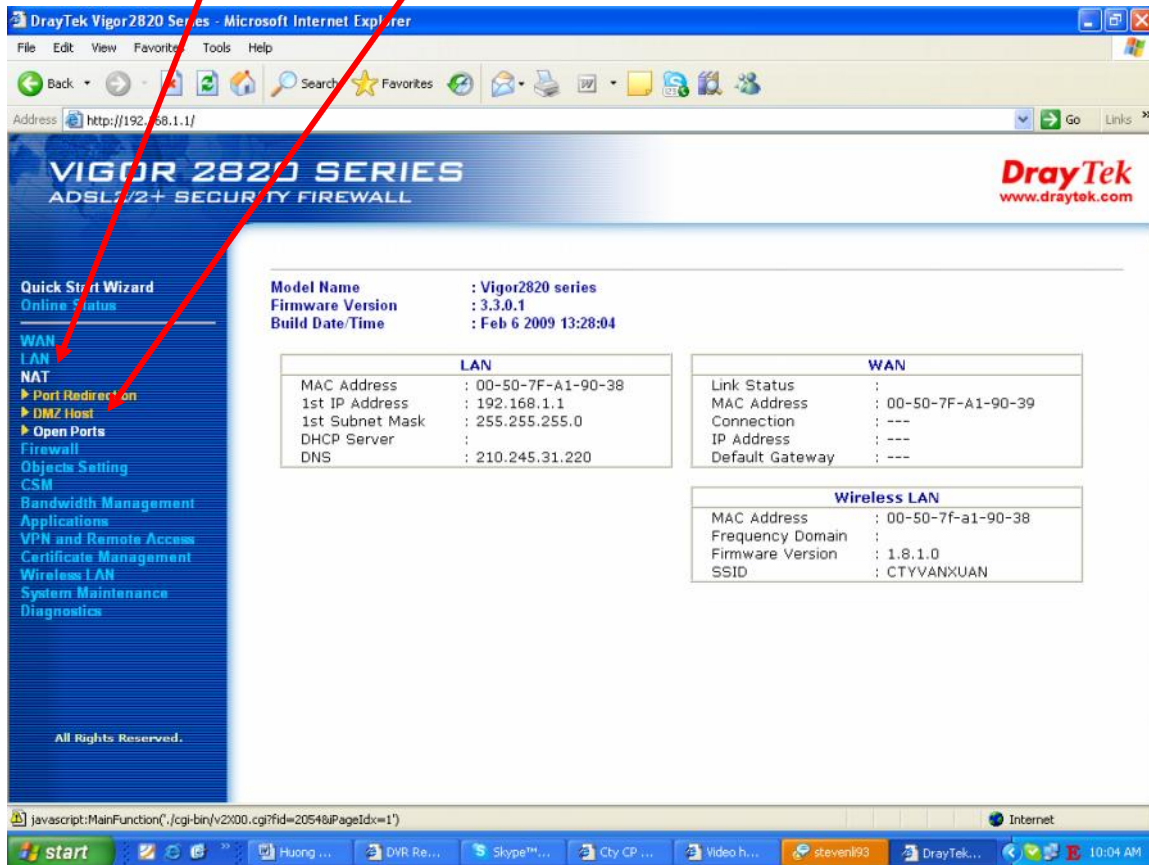 DrayTek Vigor2820 Series - Microsoft Internet Explorer
File Edit View Favorites Tools Help
Back Search Favorites
Address http://192.168.1.1/ Go Links »
VIGOR 2820 SERIES
ADSL2/2+ SECURITY FIREWALL
DrayTek
www.draytek.com
Quick Start Wizard
Online Status
WAN
LAN
NAT
Port Redirection
DMZ Host
Open Ports
Firewall
Objects Setting
CSM
Bandwidth Management
Applications
VPN and Remote Access
Certificate Management
Wireless LAN
System Maintenance
Diagnostics
All Rights Reserved.
Model Name : Vigor2820 series
Firmware Version : 3.3.0.1
Build Date/Time : Feb 6 2009 13:28:04
LAN
MAC Address : 00-50-7F-A1-90-38
1st IP Address : 192.168.1.1
1st Subnet Mask : 255.255.255.0
DHCP Server :
DNS : 210.245.31.220
WAN
Link Status :
MAC Address : 00-50-7F-A1-90-39
Connection : ---
IP Address : ---
Default Gateway : ---
Wireless LAN
MAC Address : 00-50-7f-a1-90-38
Frequency Domain :
Firmware Version : 1.8.1.0
SSID : CTYVANXUAN
javascript:MainFunction('./cgi-bin/v2X00.cgi?fid=2054&iPageIdx=1') Internet
start » Huong ... DVR Re... Skype™... Cty CP ... Video h... stevenli93 DrayTek... 10:04 AM